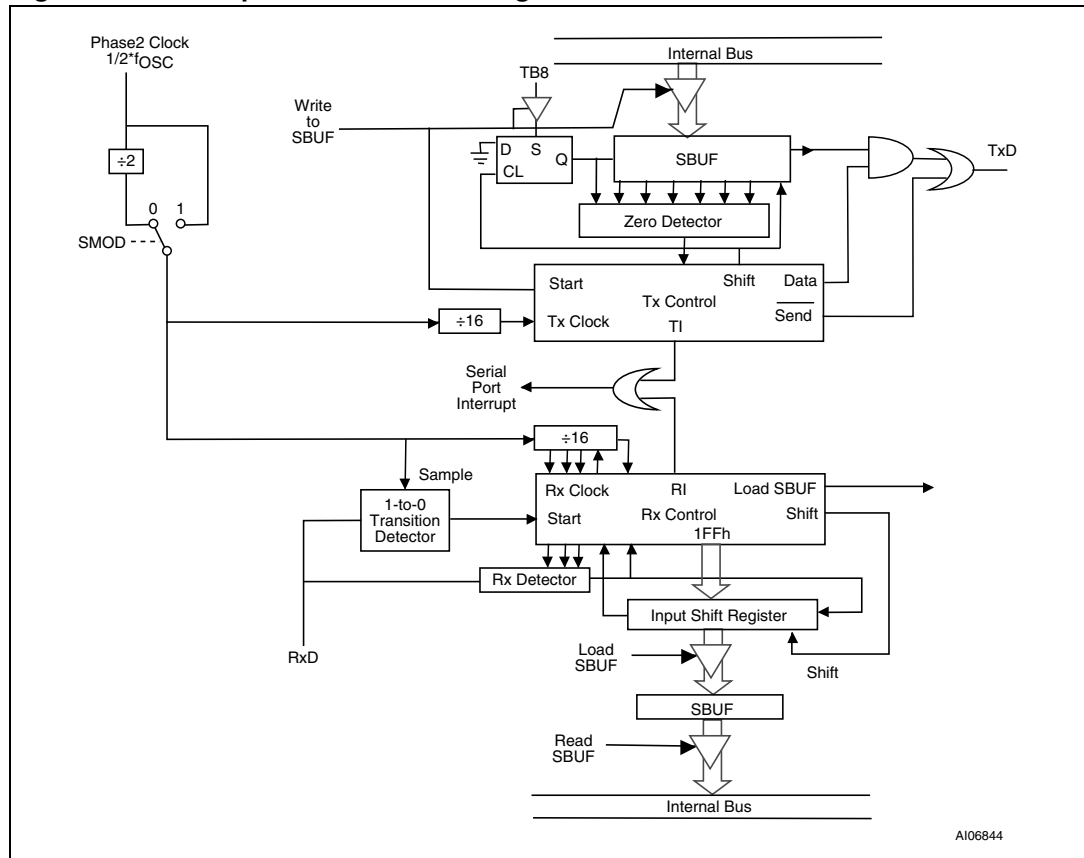 Phase2 Clock
1/2*fOSC
Internal Bus
TB8
Write
to
SBUF
D S
Q
CL
SBUF
TxD
÷2
0 1
SMOD
Zero Detector
Shift
Start
Data
Tx Control
Send
÷16
Tx Clock
TI
Serial
Port
Interrupt
÷16
Sample
Rx Clock
RI
Load SBUF
1-to-0
Transition
Detector
Start
Rx Control
Shift
1FFh
Rx Detector
Input Shift Register
RxD
Load
SBUF
Shift
SBUF
Read
SBUF
Internal Bus
AI06844